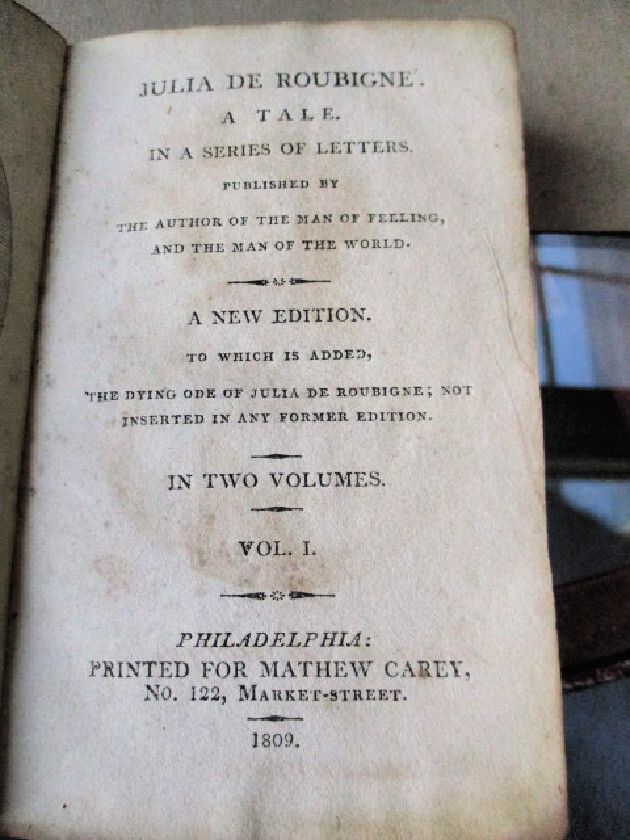 JULIA DE ROUBIGNE'.
A TALE.
IN A SERIES OF LETTERS.
PUBLISHED BY
THE AUTHOR OF THE MAN OF FEELING,
AND THE MAN OF THE WORLD.
A NEW EDITION.
TO WHICH IS ADDED,
THE DYING ODE OF JULIA DE ROUBIGNE; NOT
INSERTED IN ANY FORMER EDITION.
IN TWO VOLUMES.
VOL. I.
PHILADELPHIA:
PRINTED FOR MATHEW CAREY,
No. 122, MARKET-STREET.
1809.